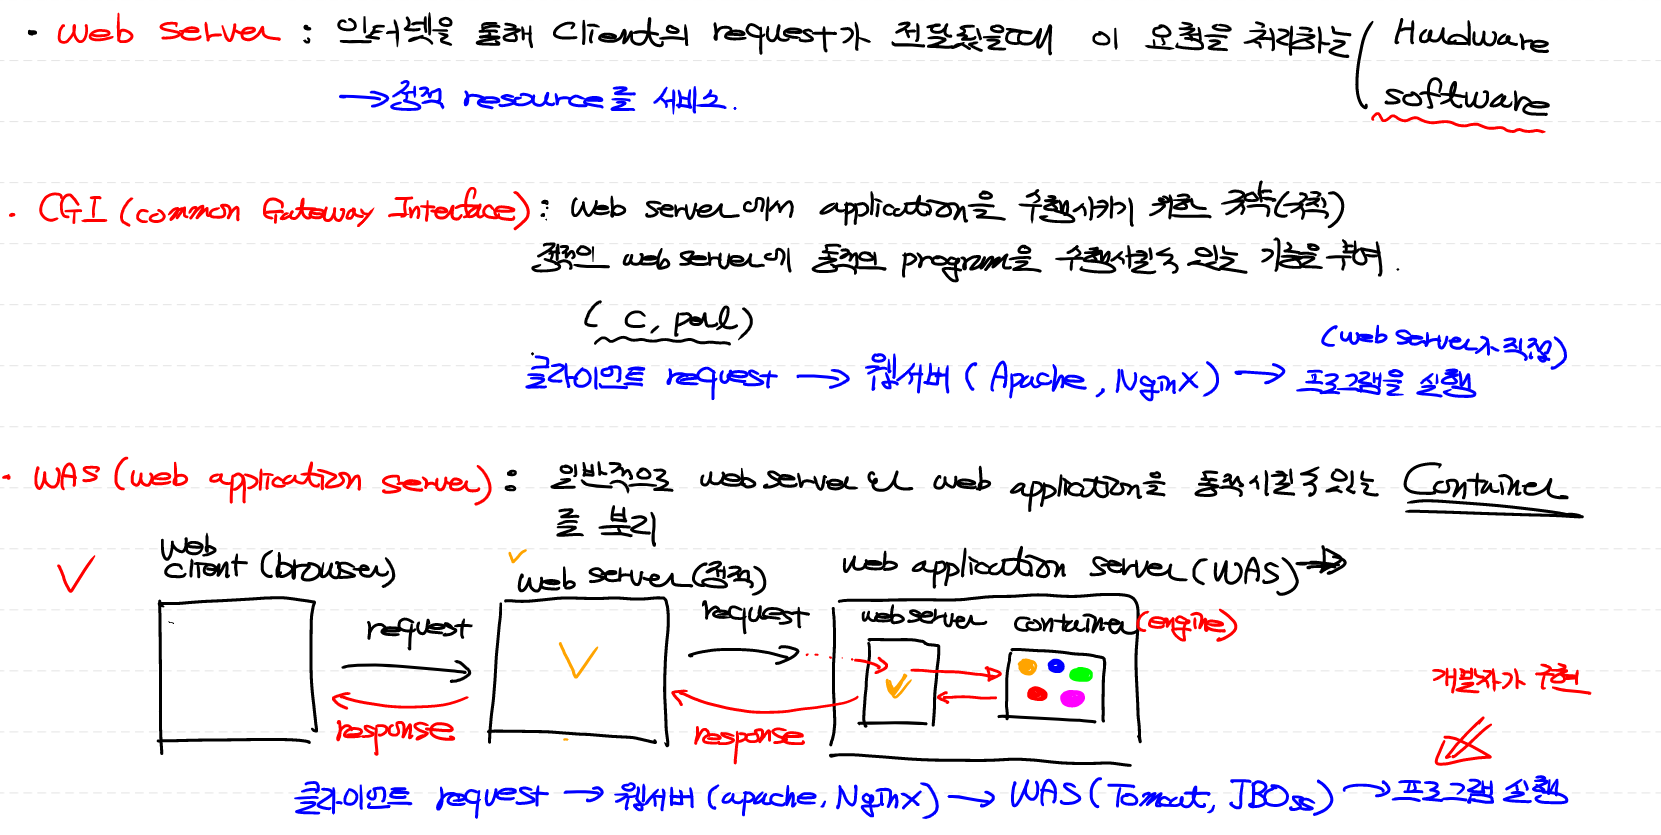 · Web Server : 인터넷을 통해 Client의 request가 전달됐을때 이 요청을 처리하는 ( Hardware
software
→ 정적 resource를 서비스.
· CGI (common Gateway Interface) : Web server에서 application을 수행시키기 위한 규약(규칙)
정적인 web server에 동적인 program을 수행시킬 수 있는 기능을 부여.
( C, perl )
(web server가 직접)
클라이언트 request → 웹서버 ( Apache, NginX ) → 프로그램을 실행
· WAS (web application server) : 일반적으로 web server와 web application을 동작시킬 수 있는 Container
를 분리
web
client (browser)
web server (정적)
web application server (WAS) →
request
request
web server
container (engine)
response
response
개발자가 구현
클라이언트 request → 웹서버 (apache, NginX) → WAS (Tomcat, JBOss) → 프로그램 실행